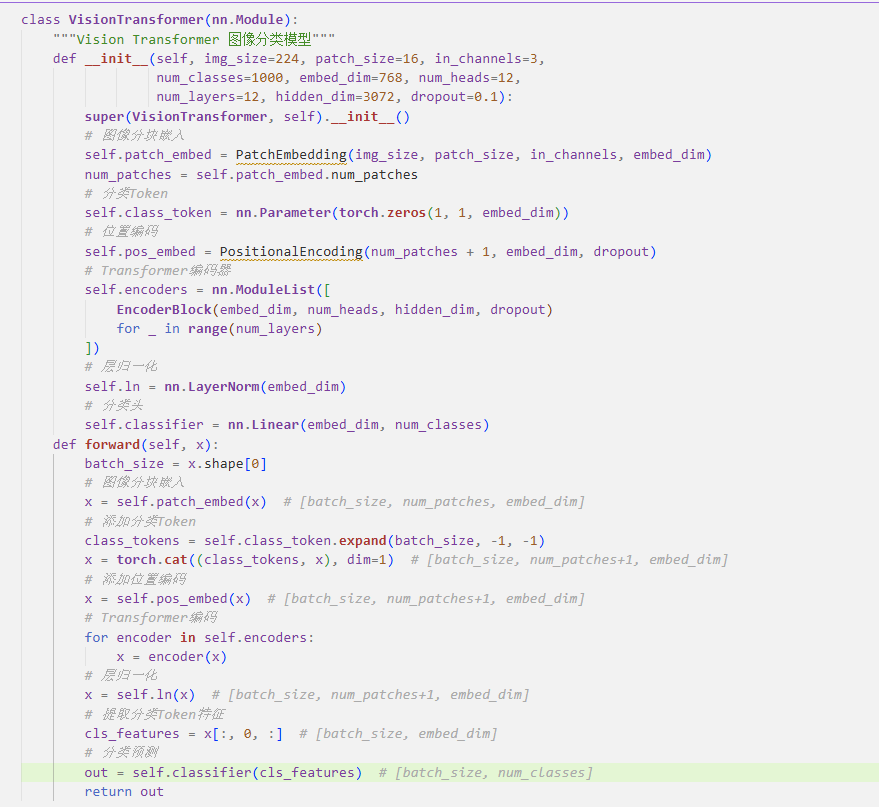 class VisionTransformer(nn.Module):
    """Vision Transformer 图像分类模型"""
    def __init__(self, img_size=224, patch_size=16, in_channels=3,
                 num_classes=1000, embed_dim=768, num_heads=12,
                 num_layers=12, hidden_dim=3072, dropout=0.1):
        super(VisionTransformer, self).__init__()
        # 图像分块嵌入
        self.patch_embed = PatchEmbedding(img_size, patch_size, in_channels, embed_dim)
        num_patches = self.patch_embed.num_patches
        # 分类Token
        self.class_token = nn.Parameter(torch.zeros(1, 1, embed_dim))
        # 位置编码
        self.pos_embed = PositionalEncoding(num_patches + 1, embed_dim, dropout)
        # Transformer编码器
        self.encoders = nn.ModuleList([
            EncoderBlock(embed_dim, num_heads, hidden_dim, dropout)
            for _ in range(num_layers)
        ])
        # 层归一化
        self.ln = nn.LayerNorm(embed_dim)
        # 分类头
        self.classifier = nn.Linear(embed_dim, num_classes)
    def forward(self, x):
        batch_size = x.shape[0]
        # 图像分块嵌入
        x = self.patch_embed(x)  # [batch_size, num_patches, embed_dim]
        # 添加分类Token
        class_tokens = self.class_token.expand(batch_size, -1, -1)
        x = torch.cat((class_tokens, x), dim=1)  # [batch_size, num_patches+1, embed_dim]
        # 添加位置编码
        x = self.pos_embed(x)  # [batch_size, num_patches+1, embed_dim]
        # Transformer编码
        for encoder in self.encoders:
            x = encoder(x)
        # 层归一化
        x = self.ln(x)  # [batch_size, num_patches+1, embed_dim]
        # 提取分类Token特征
        cls_features = x[:, 0, :]  # [batch_size, embed_dim]
        # 分类预测
        out = self.classifier(cls_features)  # [batch_size, num_classes]
        return out